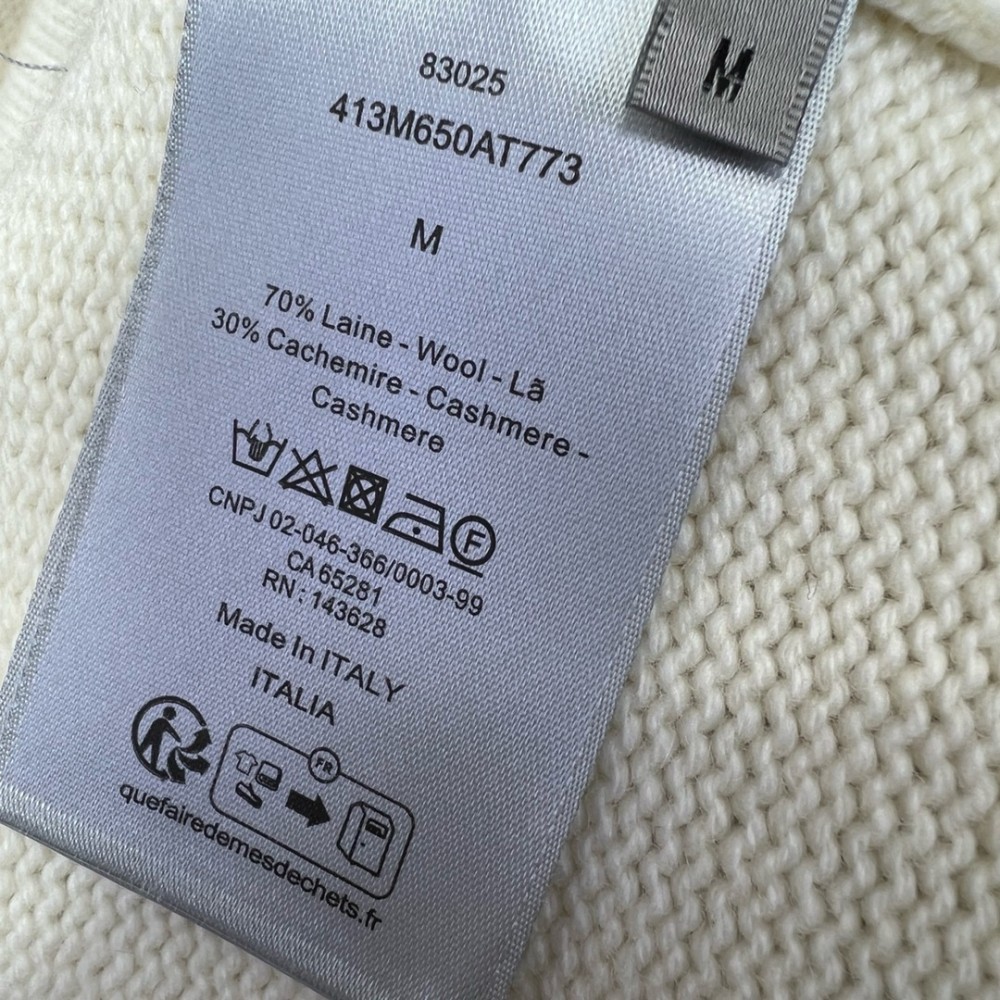 M
83025
413M650AT773
M
70% Laine - Wool - Lã
30% Cachemire - Cashmere -
Cashmere
F
CNPJ 02-046-366/0003-99
CA 65281
RN : 143628
Made In ITALY
ITALIA
FR
quefairedemesdechets.fr